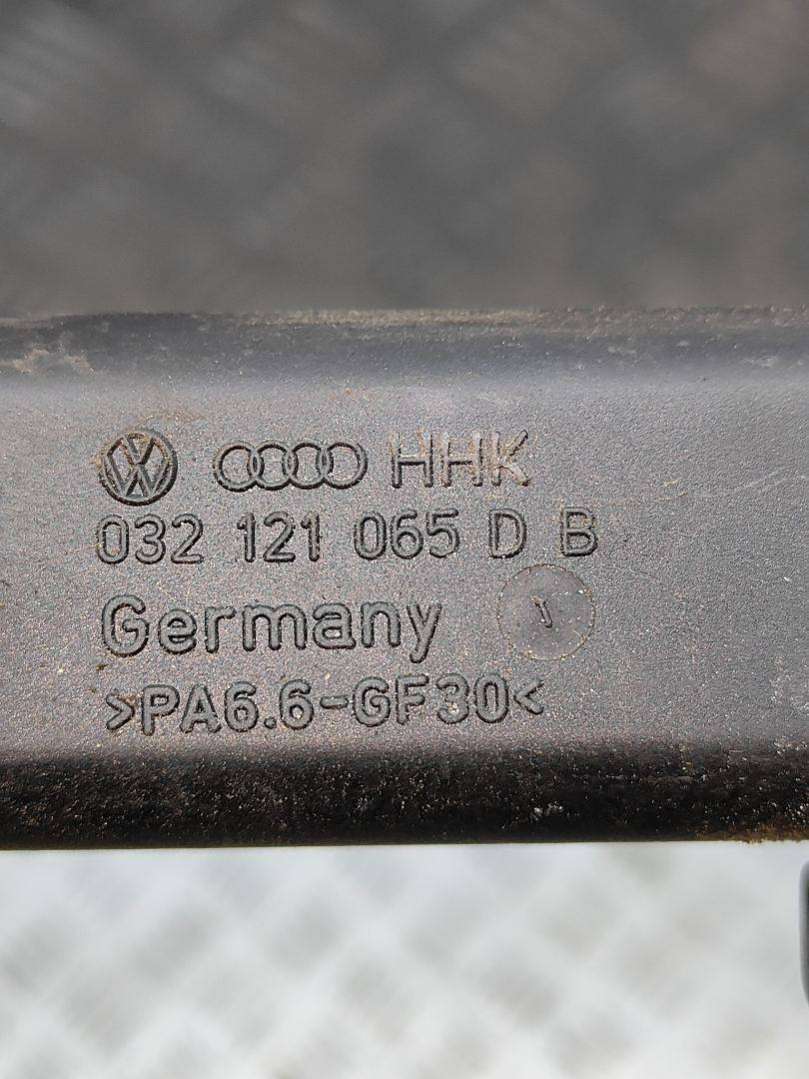 HHK
032 121 065 D B
Germany
>PA6.6-GF30<